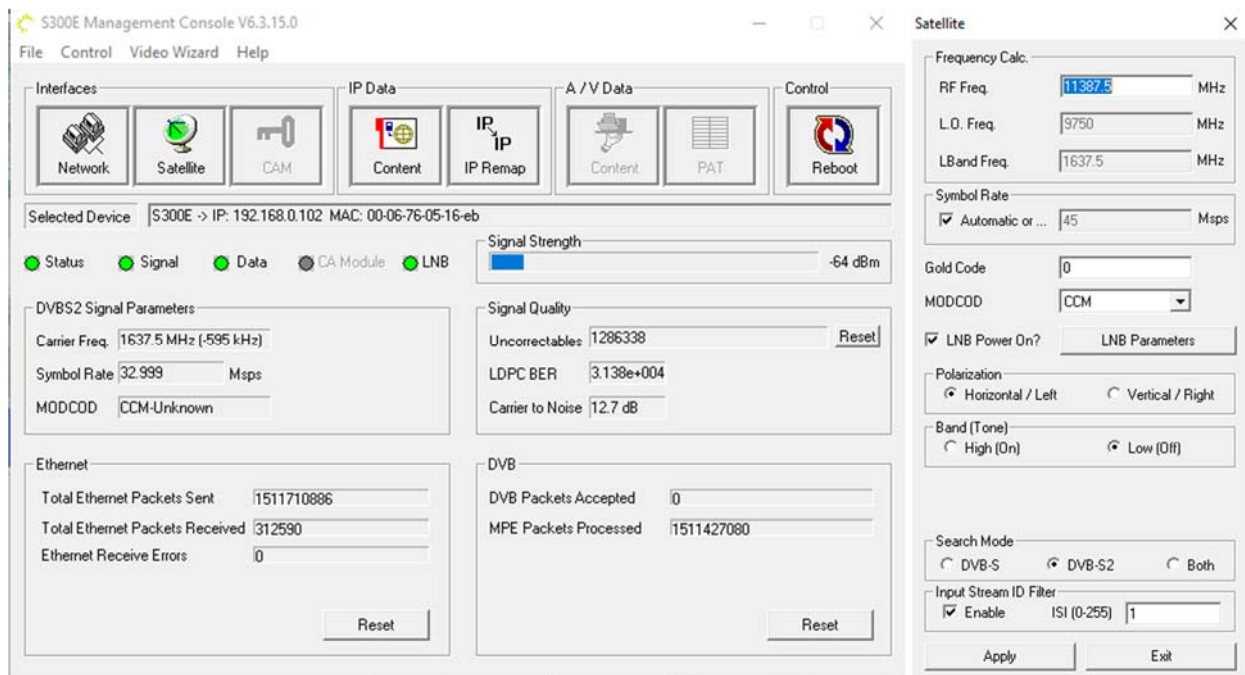 S300E Management Console V6.3.15.0
File Control Video Wizard Help
Interfaces
Network
Satellite
CAM
IP Data
Content
IP
IP
IP Remap
A / V Data
Content
PAT
Control
Reboot
Selected Device S300E -> IP: 192.168.0.102 MAC: 00-06-76-05-16-eb
Status Signal Data CA Module LNB
Signal Strength
-64 dBm
DVBS2 Signal Parameters
Carrier Freq. 1637.5 MHz (-595 kHz)
Symbol Rate 32.999 Msps
MODCOD CCM-Unknown
Signal Quality
Uncorrectables 1286338 Reset
LDPC BER 3.138e+004
Carrier to Noise 12.7 dB
Ethernet
Total Ethernet Packets Sent 1511710886
Total Ethernet Packets Received 312590
Ethernet Receive Errors 0
Reset
DVB
DVB Packets Accepted 0
MPE Packets Processed 1511427080
Reset
Satellite
Frequency Calc.
RF Freq. 11387.5 MHz
L.O. Freq. 9750 MHz
LBand Freq. 1637.5 MHz
Symbol Rate
Automatic or ... 45 Msps
Gold Code 0
MODCOD CCM
LNB Power On? LNB Parameters
Polarization
Horizontal / Left Vertical / Right
Band (Tone)
High (On) Low (Off)
Search Mode
DVB-S DVB-S2 Both
Input Stream ID Filter
Enable ISI (0-255) 1
Apply Exit